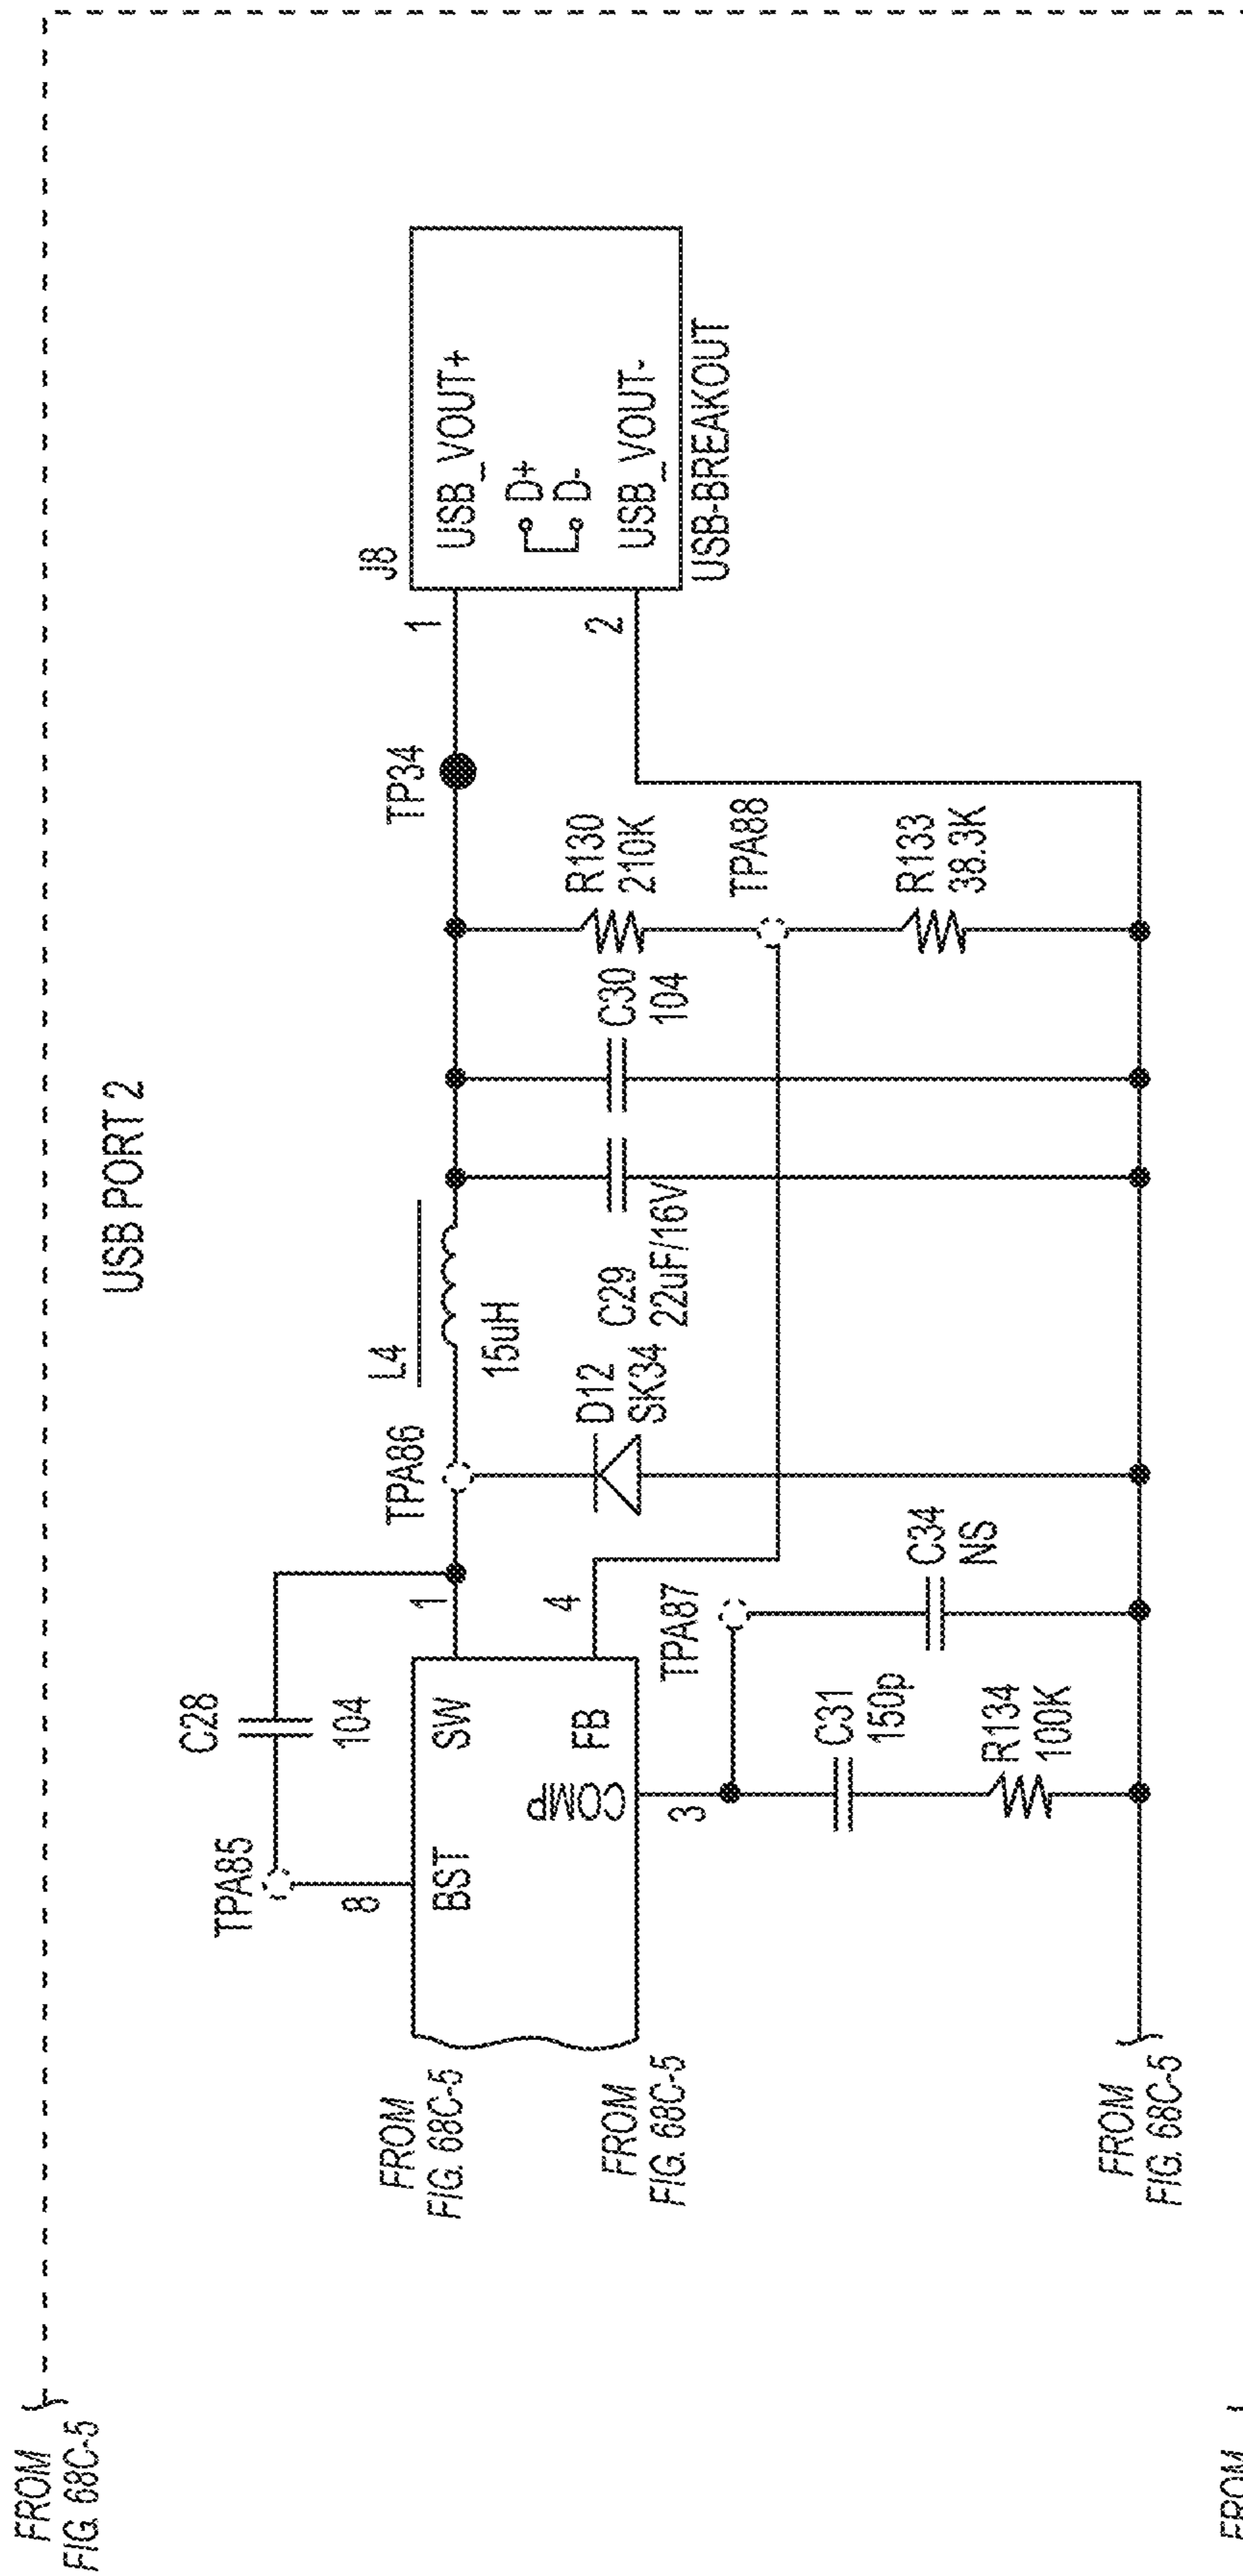 FROM
FIG. 68C-5
USB PORT 2
TPA85
C28
104
8
BST
SW
COMP
FB
1
4
3
FROM
FIG. 68C-5
FROM
FIG. 68C-5
TPA86
L4
15uH
TP34
1
J8
USB_VOUT+
D+
D-
USB_VOUT-
2
USB-BREAKOUT
D12
SK34
C29
22uF/16V
C30
104
R130
210K
TPA88
R133
38.3K
TPA87
C31
150p
R134
100K
C34
NS
FROM
FIG. 68C-5
FROM